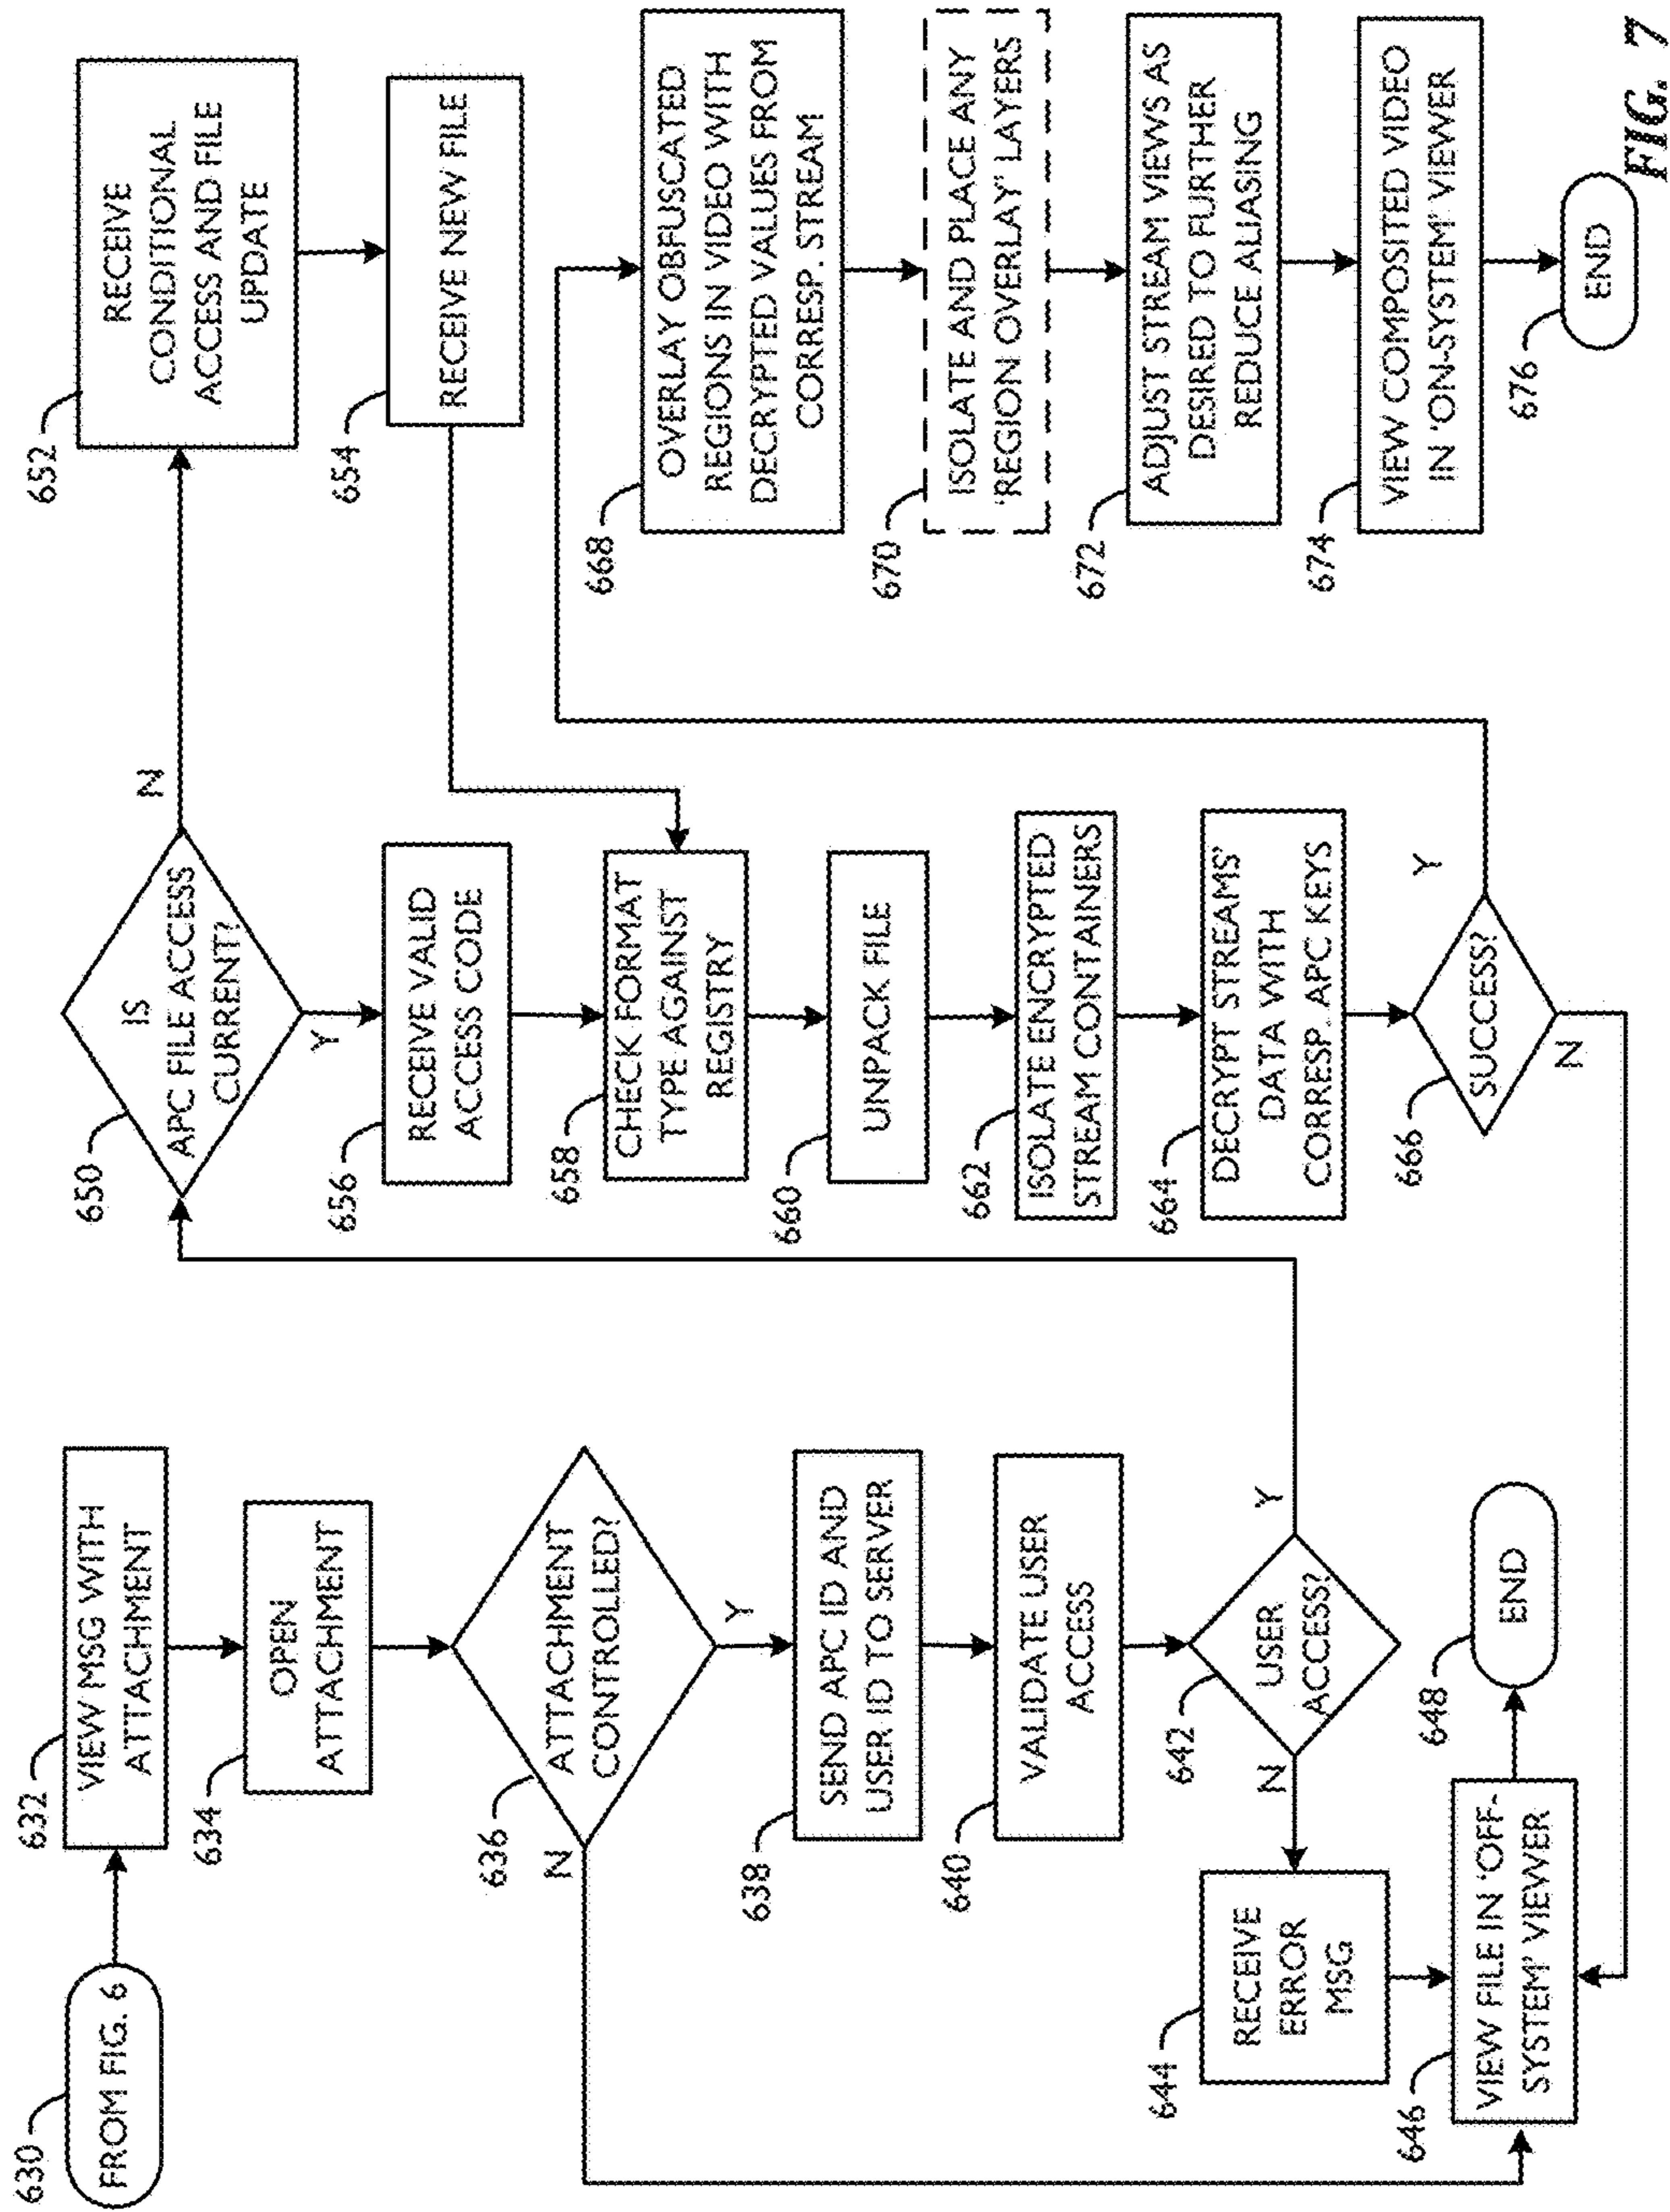 630
FROM FIG. 6
632
VIEW MSG WITH
ATTACHMENT
634
OPEN
ATTACHMENT
636
ATTACHMENT
CONTROLLED?
N
Y
638
SEND APC ID AND
USER ID TO SERVER
640
VALIDATE USER
ACCESS
642
USER
ACCESS?
N
Y
644
RECEIVE
ERROR
MSG
646
VIEW FILE IN 'OFF-
SYSTEM' VIEWER
648
END
650
IS
APC FILE ACCESS
CURRENT?
N
Y
652
RECEIVE
CONDITIONAL
ACCESS AND FILE
UPDATE
654
RECEIVE NEW FILE
656
RECEIVE VALID
ACCESS CODE
658
CHECK FORMAT
TYPE AGAINST
REGISTRY
660
UNPACK FILE
662
ISOLATE ENCRYPTED
STREAM CONTAINERS
664
DECRYPT STREAMS'
DATA WITH
CORRESP. APC KEYS
666
SUCCESS?
Y
N
668
OVERLAY OBFUSCATED
REGIONS IN VIDEO WITH
DECRYPTED VALUES FROM
CORRESP. STREAM
670
ISOLATE AND PLACE ANY
'REGION OVERLAY' LAYERS
672
ADJUST STREAM VIEWS AS
DESIRED TO FURTHER
REDUCE ALIASING
674
VIEW COMPOSITED VIDEO
IN 'ON-SYSTEM' VIEWER
676
END
FIG. 7